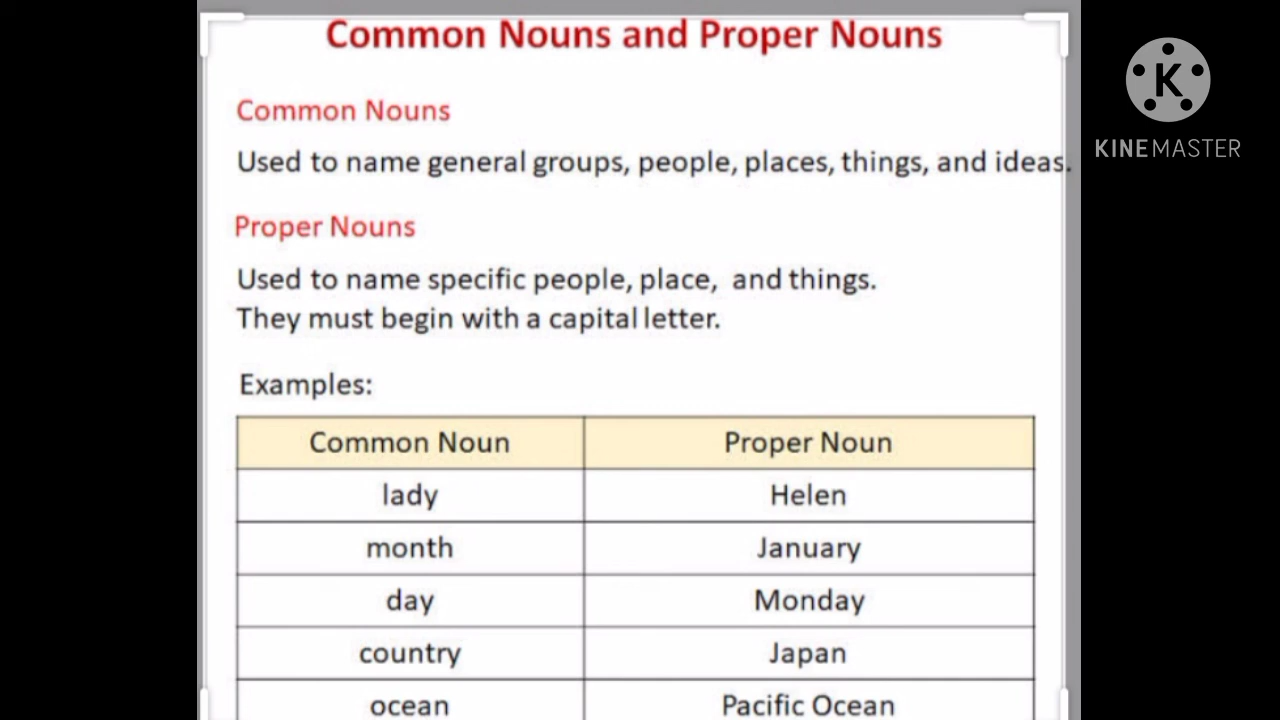 Common Nouns and Proper Nouns
Common Nouns
Used to name general groups, people, places, things, and ideas.
Proper Nouns
Used to name specific people, place, and things.
They must begin with a capital letter.
Examples:
Common Noun Proper Noun
lady Helen
month January
day Monday
country Japan
ocean Pacific Ocean
K
KINEMASTER